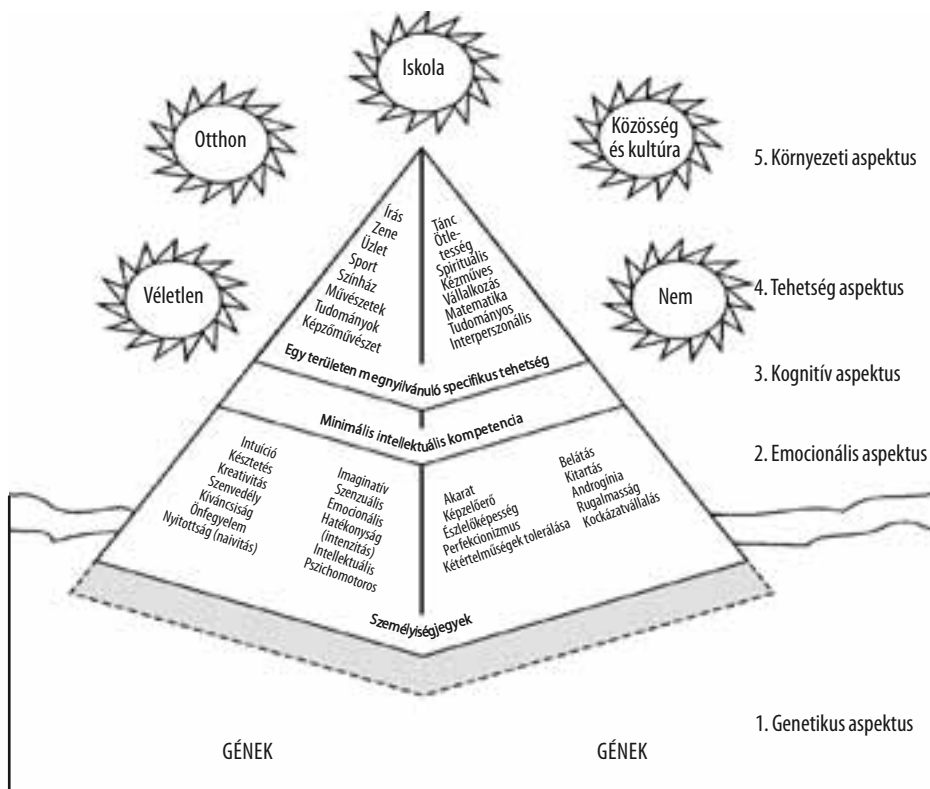 Iskola
Otthon
Közösség
és kultúra
5. Környezeti aspektus
Véletlen
Nem
4. Tehetség aspektus
Írás
Zene
Üzlet
Sport
Színház
Művészetek
Tudományok
Képzőművészet
Tánc
Ötle-
tesség
Spirituális
Kézműves
Vállalkozás
Matematika
Tudományos
Interperszonális
Egy területen megnyilvánuló specifikus tehetség
3. Kognitív aspektus
Minimális intellektuális kompetencia
2. Emocionális aspektus
Intuíció
Késztetés
Kreativitás
Szenvedély
Kíváncsiság
Önfegyelem
Nyitottság (naivitás)
Imaginatív
Szenzuális
Emocionális
Hatékonyság
(intenzitás)
Intellektuális
Pszichomotoros
Akarat
Képzelőerő
Észlelőképesség
Perfekcionizmus
Kétértelműségek tolerálása
Belátás
Kitartás
Androgínia
Rugalmasság
Kockázatvállalás
Személyiségjegyek
1. Genetikus aspektus
GÉNEK
GÉNEK